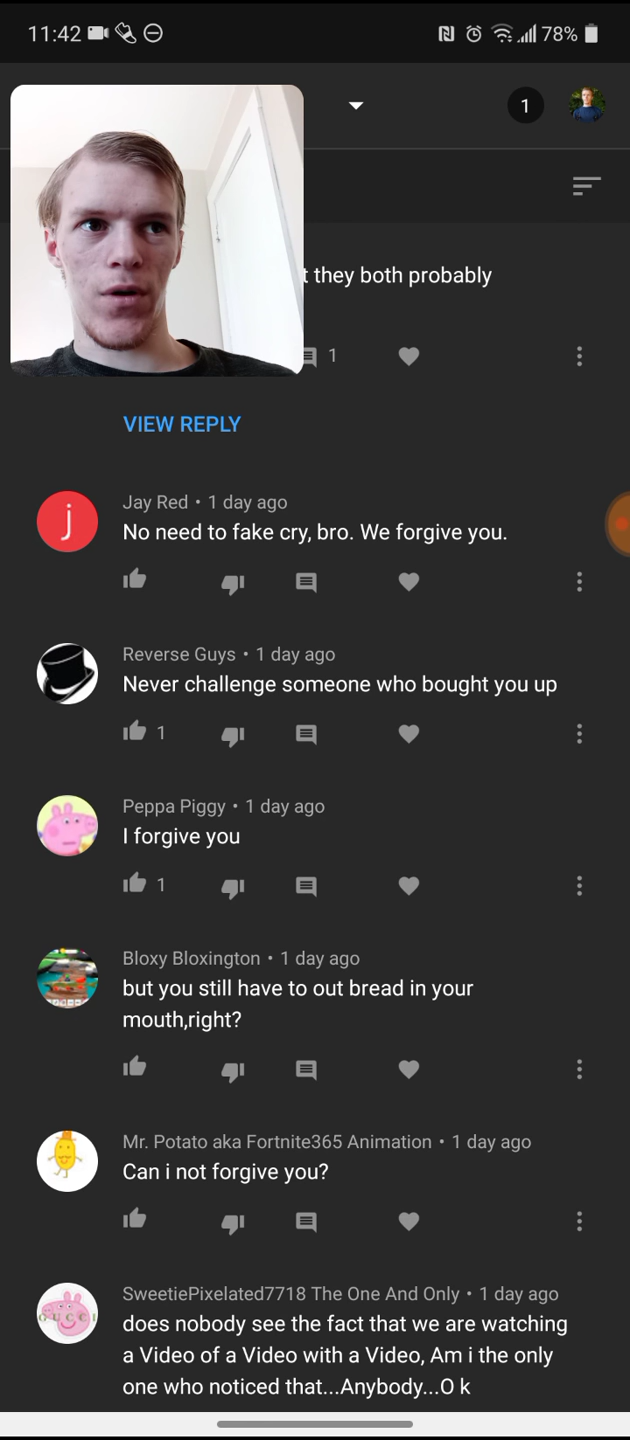 11:42
78%
1
t they both probably
1
VIEW REPLY
j
Jay Red • 1 day ago
No need to fake cry, bro. We forgive you.
Reverse Guys • 1 day ago
Never challenge someone who bought you up
1
Peppa Piggy • 1 day ago
I forgive you
1
Bloxy Bloxington • 1 day ago
but you still have to out bread in your
mouth,right?
Mr. Potato aka Fortnite365 Animation • 1 day ago
Can i not forgive you?
GUCCI
SweetiePixelated7718 The One And Only • 1 day ago
does nobody see the fact that we are watching
a Video of a Video with a Video, Am i the only
one who noticed that...Anybody...O k